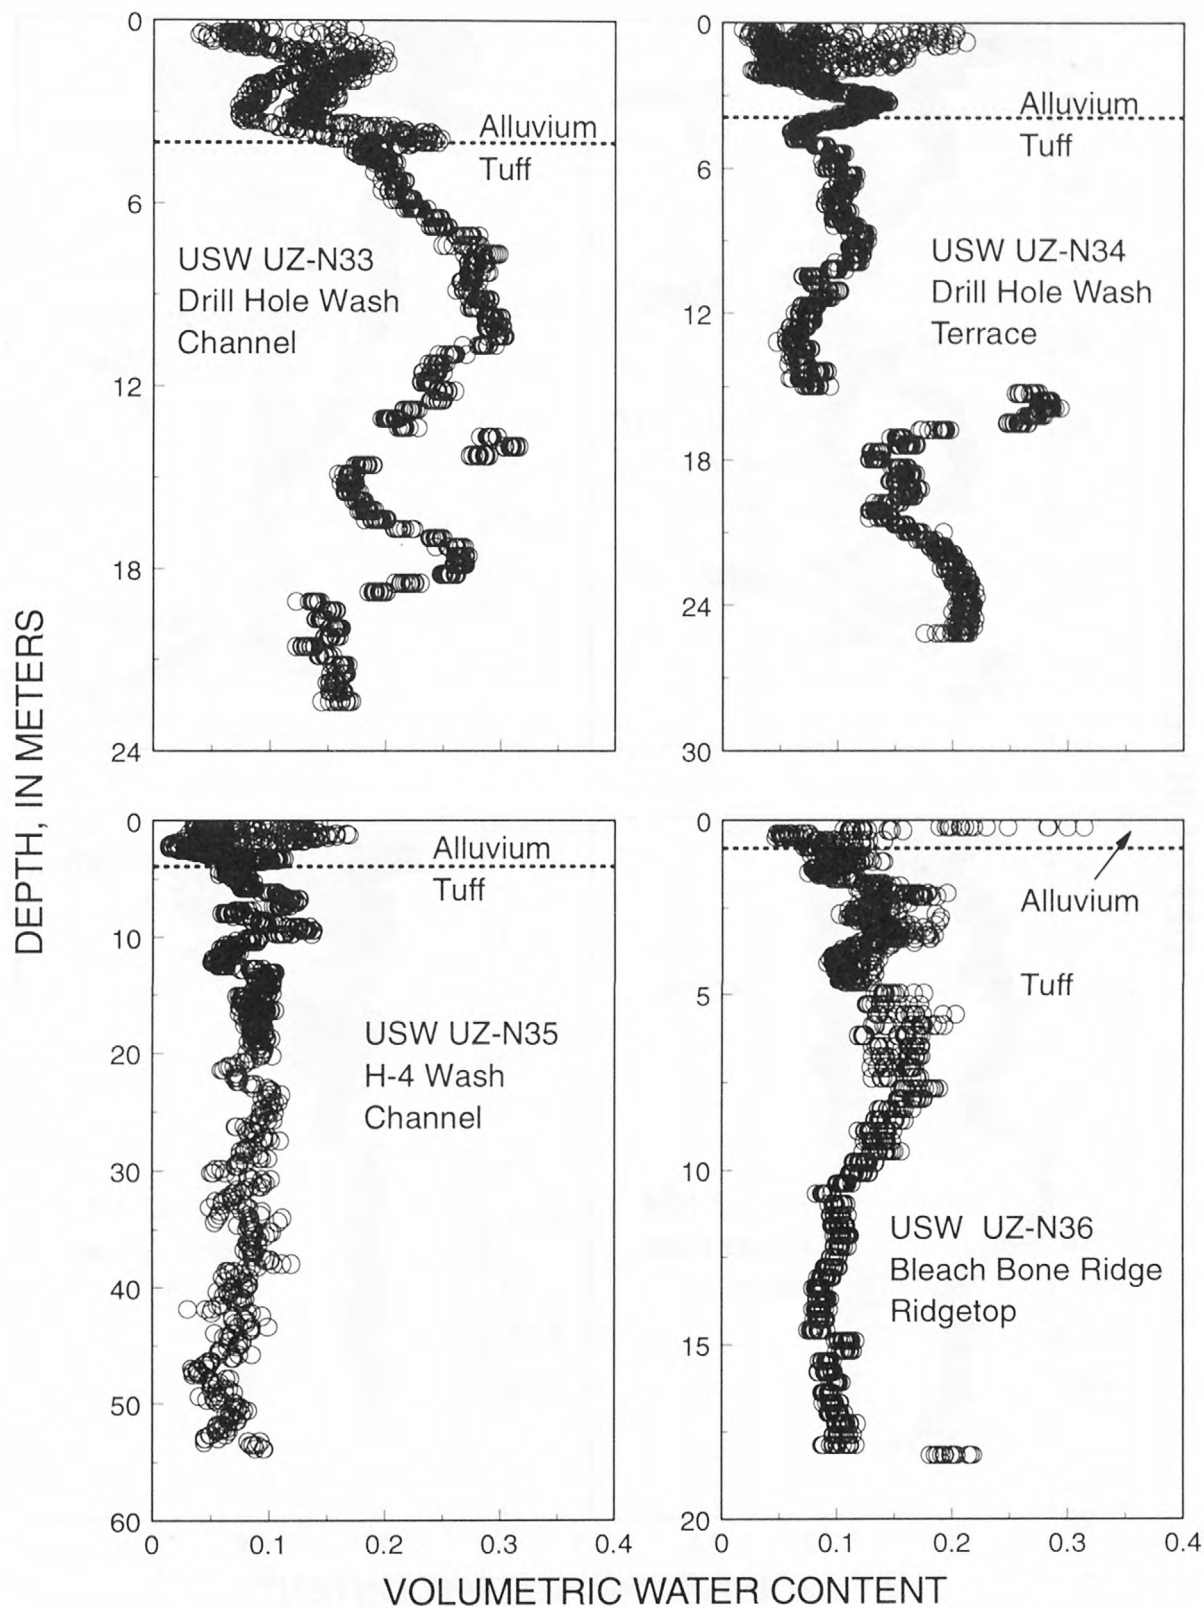 DEPTH, IN METERS
0
6
12
18
24
Alluvium
Tuff
USW UZ-N33
Drill Hole Wash
Channel
0
6
12
18
24
30
Alluvium
Tuff
USW UZ-N34
Drill Hole Wash
Terrace
0
10
20
30
40
50
60
Alluvium
Tuff
USW UZ-N35
H-4 Wash
Channel
0 0.1 0.2 0.3 0.4
0
5
10
15
20
Alluvium
Tuff
USW UZ-N36
Bleach Bone Ridge
Ridgetop
0 0.1 0.2 0.3 0.4
VOLUMETRIC WATER CONTENT